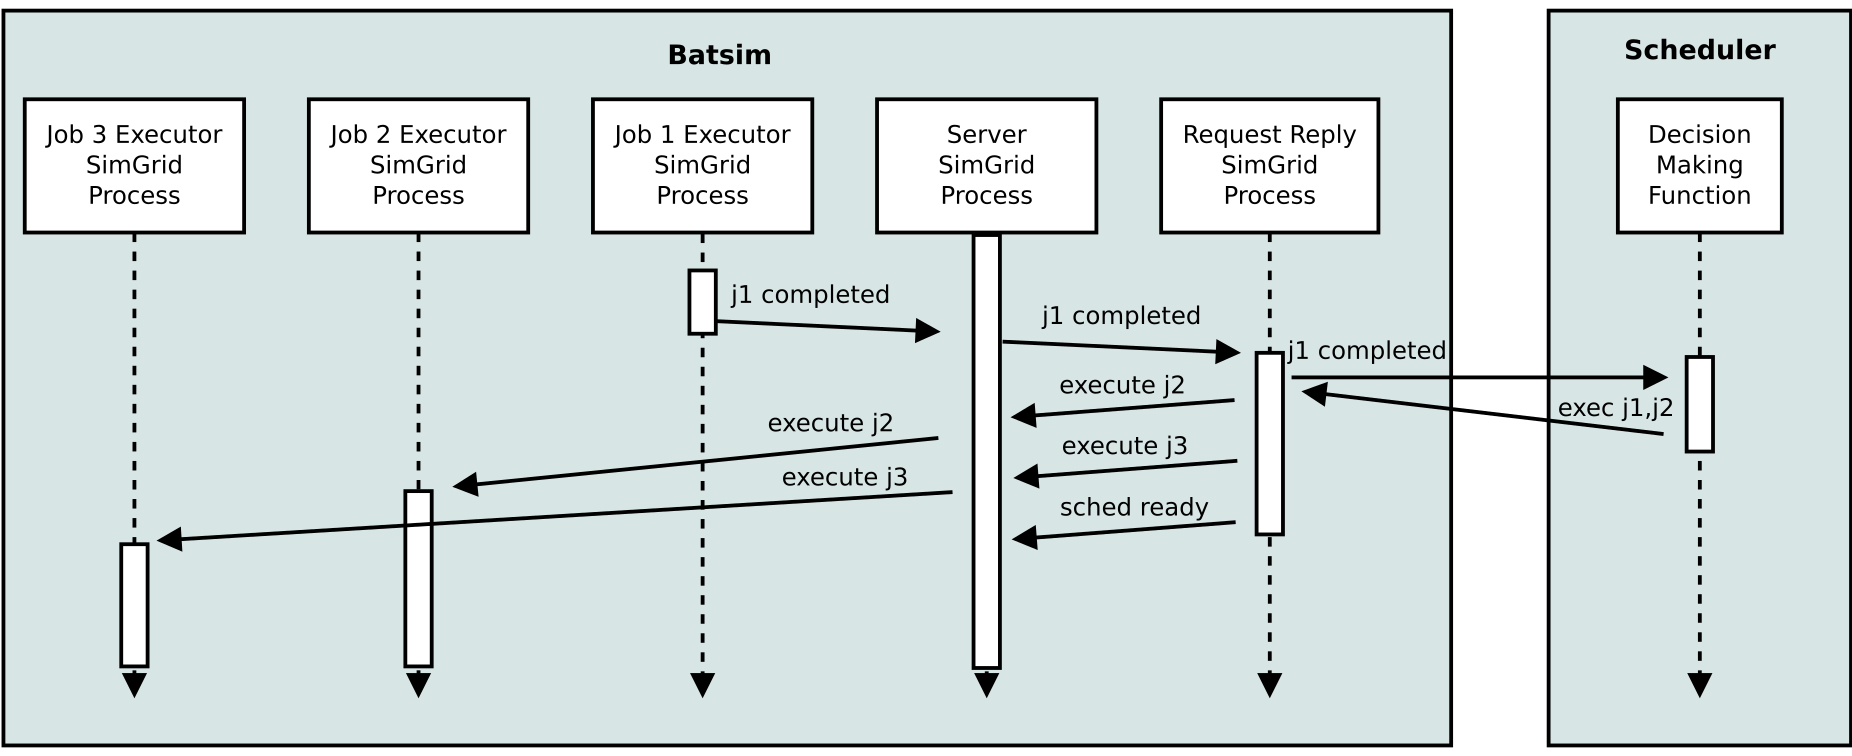 Batsim
Scheduler
Job 3 Executor
SimGrid
Process
Job 2 Executor
SimGrid
Process
Job 1 Executor
SimGrid
Process
Server
SimGrid
Process
Request Reply
SimGrid
Process
Decision
Making
Function
j1 completed
j1 completed
j1 completed
execute j2
exec j1,j2
execute j2
execute j3
execute j3
sched ready